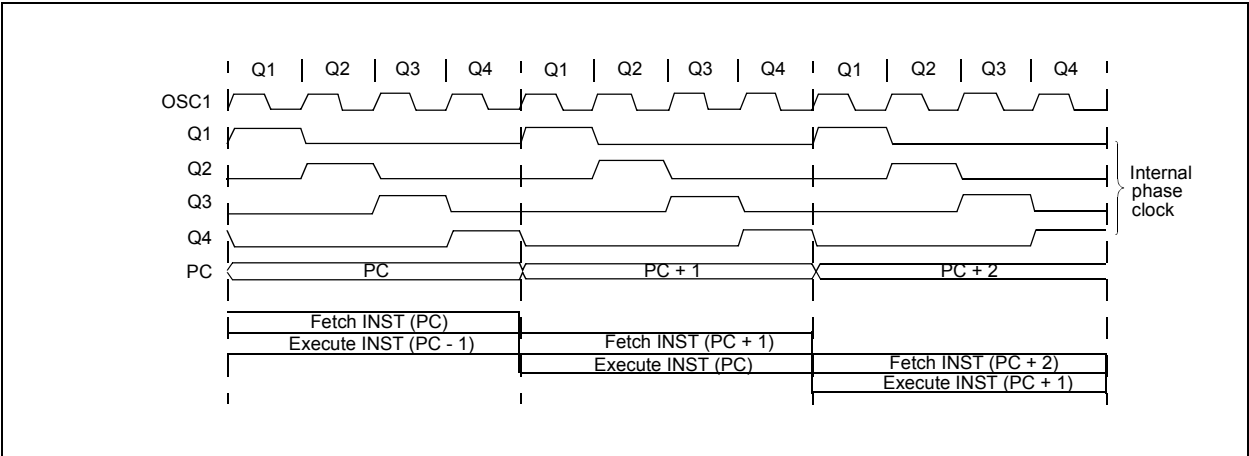 Q1 Q2 Q3 Q4 Q1 Q2 Q3 Q4 Q1 Q2 Q3 Q4
OSC1
Q1
Q2
Q3
Q4
Internal
phase
clock
PC PC PC + 1 PC + 2
Fetch INST (PC)
Execute INST (PC - 1) Fetch INST (PC + 1)
Execute INST (PC) Fetch INST (PC + 2)
Execute INST (PC + 1)